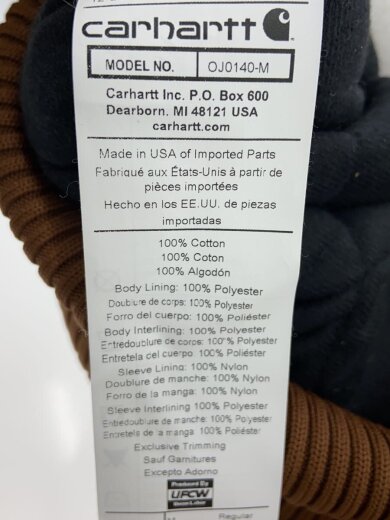 carhartt
MODEL NO. OJ0140-M
Carhartt Inc. P.O. Box 600
Dearborn, MI 48121 USA
carhartt.com
Made in USA of Imported Parts
Fabriqué aux États-Unis à partir de
pièces importées
Hecho en los EE.UU. de piezas
importadas
100% Cotton
100% Coton
100% Algodón
Body Lining: 100% Polyester
Doublure de corps: 100% Polyester
Forro del cuerpo: 100% Poliéster
Body Interlining: 100% Polyester
Entredoublure de corps: 100% Polyester
Entretela del cuerpo: 100% Poliéster
Sleeve Lining: 100% Nylon
Doublure de manche: 100% Nylon
Forro de la manga: 100% Nylon
Sleeve Interlining 100% Polyester
Entredoublure de manche: 100% Polyester
Entretela de la manga 100% Poliéster
Exclusive Trimming
Sauf Garnitures
Excepto Adorno
Produced By
UFCW
Union Labor
Regular